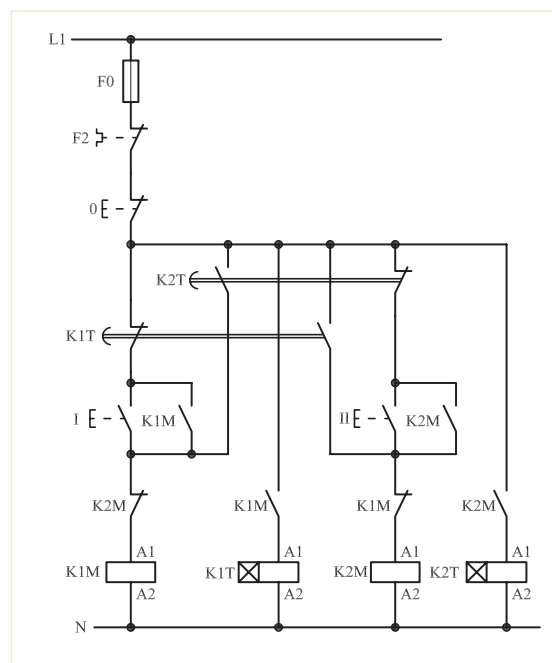 L1
F0
F2
0
K2T
K1T
I K1M II K2M
K2M K1M K1M K2M
A1 A1 A1 A1
K1M K1T K2M K2T
A2 A2 A2 A2
N